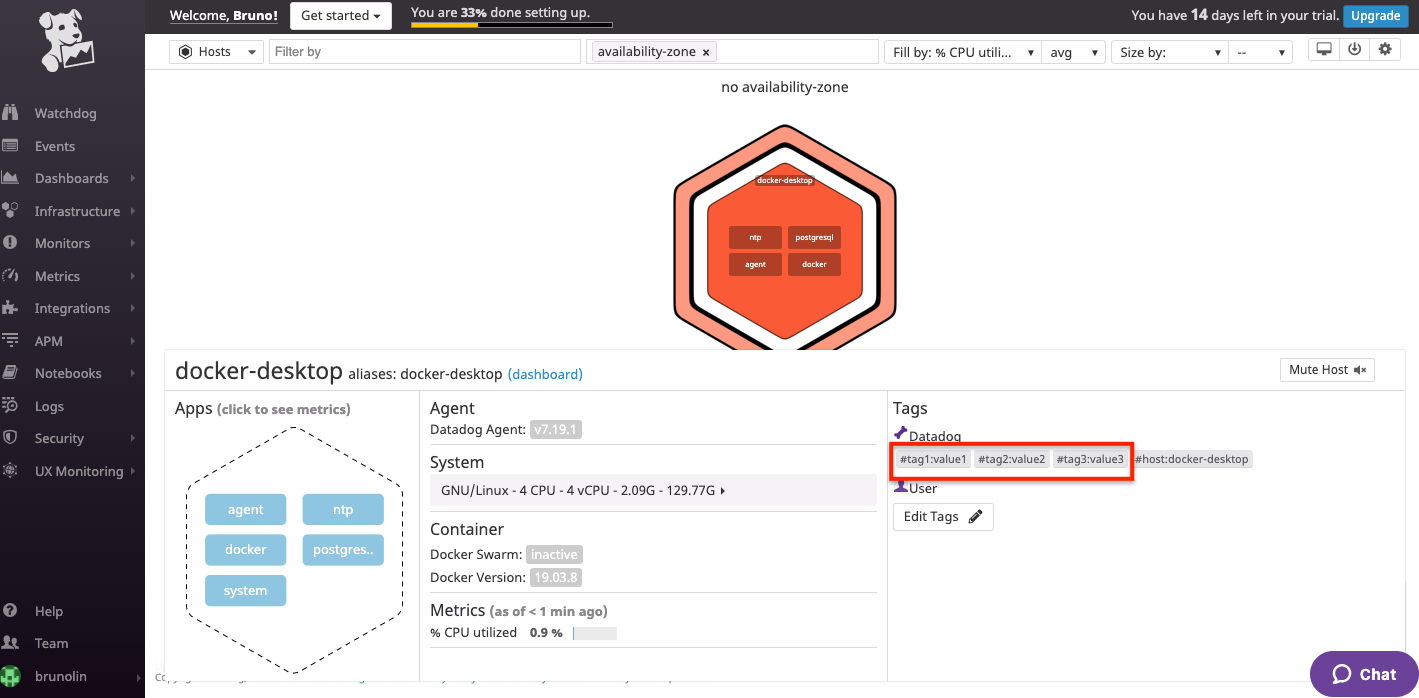 Welcome, Bruno!
Get started
You are 33% done setting up.
You have 14 days left in your trial.
Upgrade
Hosts
Filter by
availability-zone ×
Fill by: % CPU utili...
avg
Size by:
--
Watchdog
Events
Dashboards
Infrastructure
Monitors
Metrics
Integrations
APM
Notebooks
Logs
Security
UX Monitoring
Help
Team
brunolin
no availability-zone
docker-desktop
ntp
postgresql
agent
docker
docker-desktop aliases: docker-desktop (dashboard)
Mute Host
Apps (click to see metrics)
agent
ntp
docker
postgres..
system
Agent
Datadog Agent: v7.19.1
System
GNU/Linux - 4 CPU - 4 vCPU - 2.09G - 129.77G
Container
Docker Swarm: inactive
Docker Version: 19.03.8
Metrics (as of < 1 min ago)
% CPU utilized 0.9 %
Tags
Datadog
#tag1:value1 #tag2:value2 #tag3:value3 #host:docker-desktop
User
Edit Tags
Chat